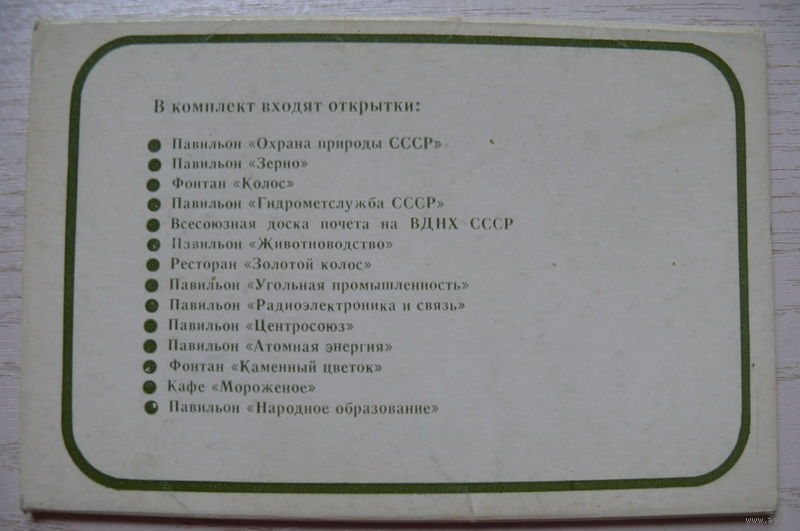 В комплект входят открытки:
Павильон «Охрана природы СССР»
Павильон «Зерно»
Фонтан «Колос»
Павильон «Гидрометслужба СССР»
Всесоюзная доска почета на ВДНХ СССР
Павильон «Животноводство»
Ресторан «Золотой колос»
Павильон «Угольная промышленность»
Павильон «Радиоэлектроника и связь»
Павильон «Центросоюз»
Павильон «Атомная энергия»
Фонтан «Каменный цветок»
Кафе «Мороженое»
Павильон «Народное образование»